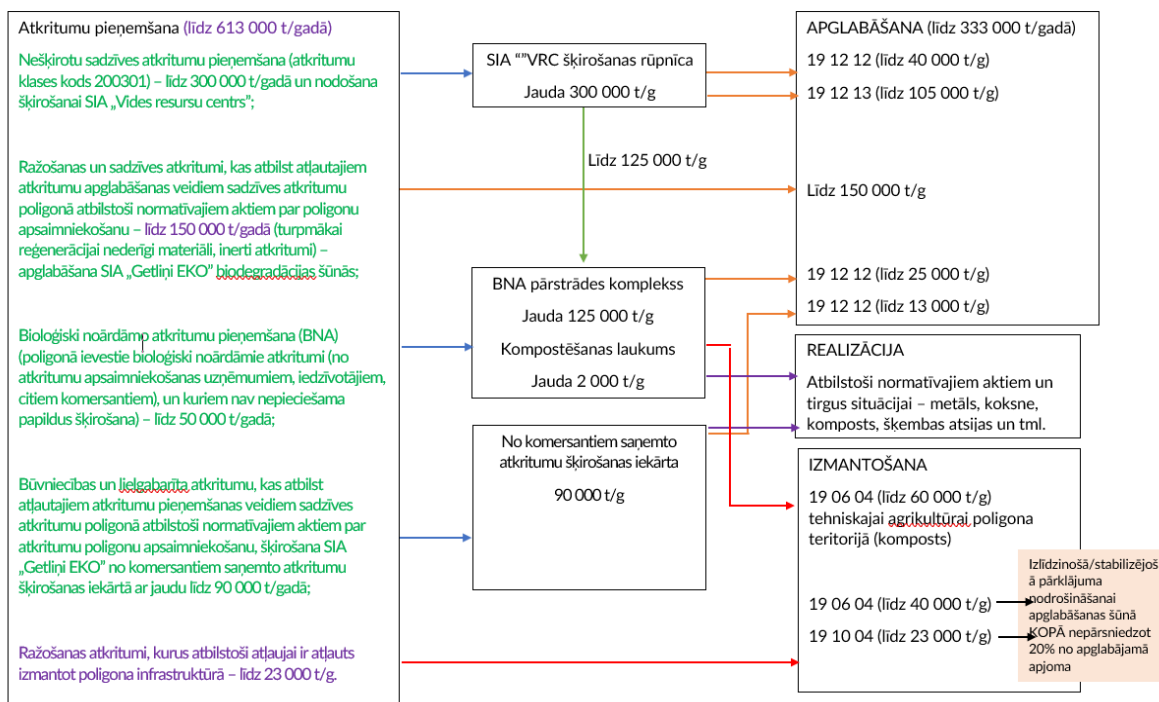 Atkritumu pieņemšana (līdz 613 000 t/gadā)
Nešķirotu sadzīves atkritumu pieņemšana (atkritumu
klases kods 200301) – līdz 300 000 t/gadā un nodošana
šķirošanai SIA „Vides resursu centrs”;
Ražošanas un sadzīves atkritumi, kas atbilst atļautajiem
atkritumu apglabāšanas veidiem sadzīves atkritumu
poligonā atbilstoši normatīvajiem aktiem par poligonu
apsaimniekošanu – līdz 150 000 t/gadā (turpmākai
reģenerācijai nederīgi materiāli, inerti atkritumi) –
apglabāšana SIA „Getliņi EKO” biodegradācijas šūnās;
Bioloģiski noārdāmo atkritumu pieņemšana (BNA)
(poligonā ievestie bioloģiski noārdāmie atkritumi (no
atkritumu apsaimniekošanas uzņēmumiem, iedzīvotājiem,
citiem komersantiem), un kuriem nav nepieciešama
papildus šķirošana) – līdz 50 000 t/gadā;
Būvniecības un lielgabarīta atkritumu, kas atbilst
atļautajiem atkritumu pieņemšanas veidiem sadzīves
atkritumu poligonā atbilstoši normatīvajiem aktiem par
atkritumu poligonu apsaimniekošanu, šķirošana SIA
„Getliņi EKO” no komersantiem saņemto atkritumu
šķirošanas iekārtā ar jaudu līdz 90 000 t/gadā;
Ražošanas atkritumi, kurus atbilstoši atļaujai ir atļauts
izmantot poligona infrastruktūrā – līdz 23 000 t/g.
SIA “”VRC šķirošanas rūpnīca
Jauda 300 000 t/g
Līdz 125 000 t/g
BNA pārstrādes komplekss
Jauda 125 000 t/g
Kompostēšanas laukums
Jauda 2 000 t/g
No komersantiem saņemto
atkritumu šķirošanas iekārta
90 000 t/g
APGLABĀŠANA (līdz 333 000 t/gadā)
19 12 12 (līdz 40 000 t/g)
19 12 13 (līdz 105 000 t/g)
Līdz 150 000 t/g
19 12 12 (līdz 25 000 t/g)
19 12 12 (līdz 13 000 t/g)
REALIZĀCIJA
Atbilstoši normatīvajiem aktiem un
tirgus situācijai – metāls, koksne,
komposts, šķembas atsijas un tml.
IZMANTOŠANA
19 06 04 (līdz 60 000 t/g)
tehniskajai agrikultūrai poligona
teritorijā (komposts)
19 06 04 (līdz 40 000 t/g)
19 10 04 (līdz 23 000 t/g)
Izlīdzinošā/stabilizējoš
ā pārklājuma
nodrošināšanai
apglabāšanas šūnā
KOPĀ nepārsniedzot
20% no apglabājamā
apjoma